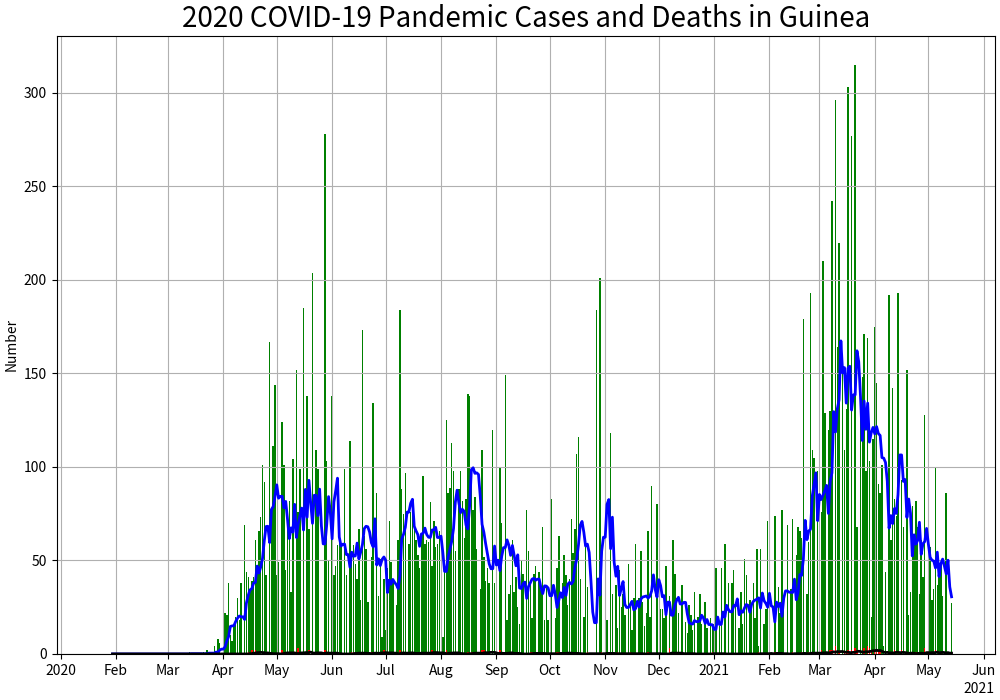 2020 COVID-19 Pandemic Cases and Deaths in Guinea
Number
300
250
200
150
100
50
0
2020 Feb Mar Apr May Jun Jul Aug Sep Oct Nov Dec 2021 Feb Mar Apr May Jun
2021